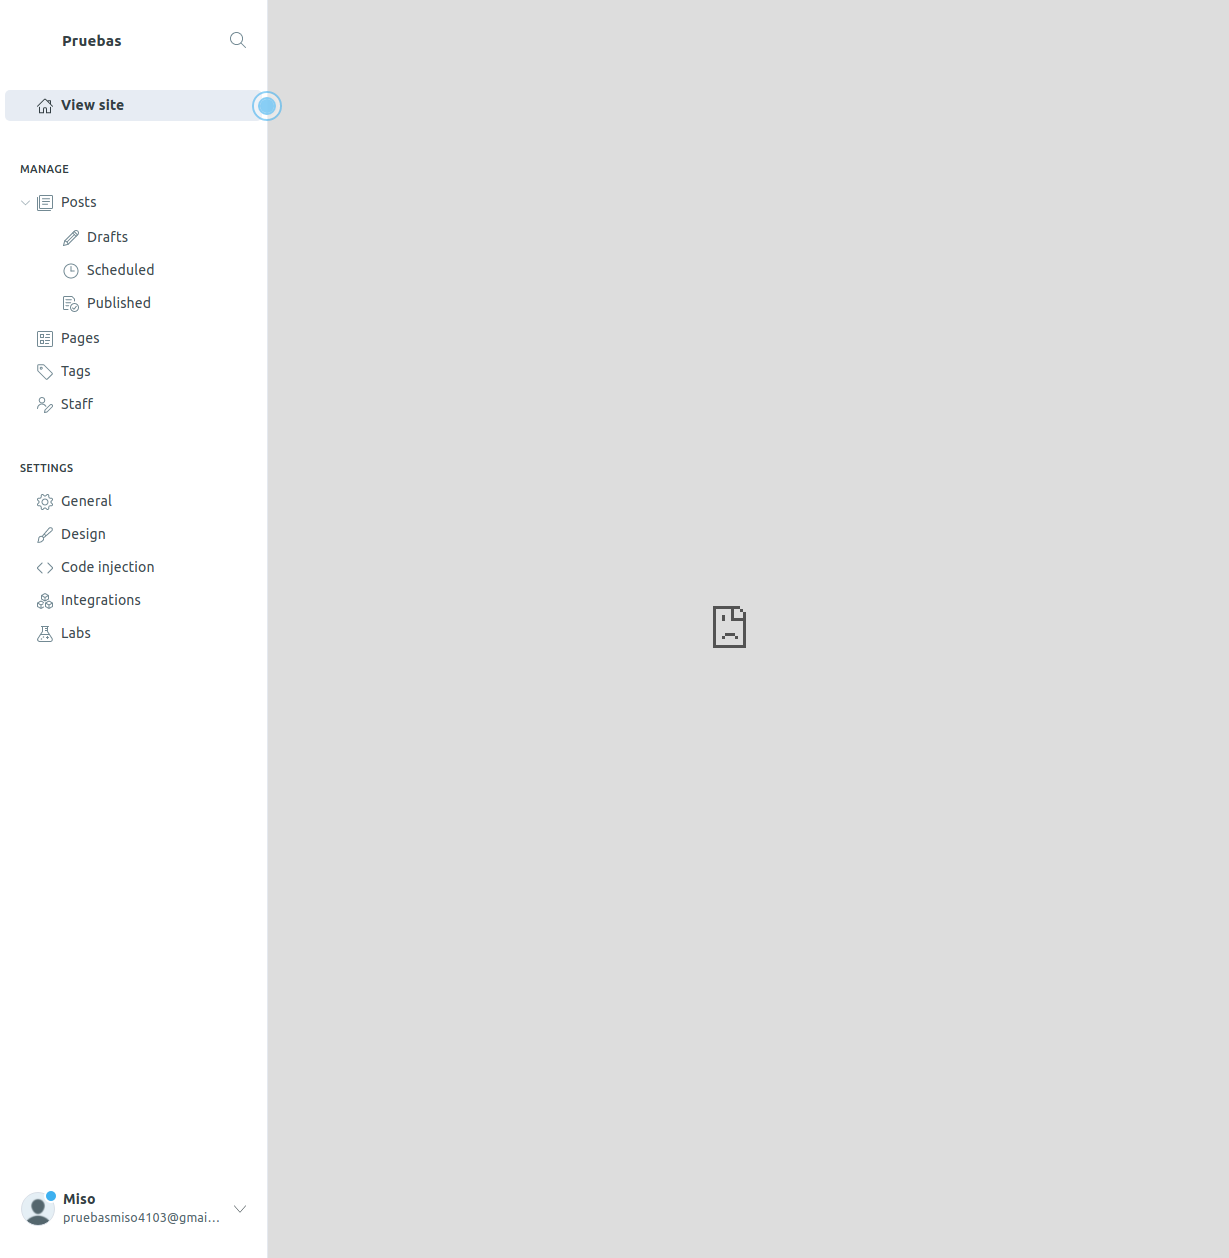 Pruebas
View site
MANAGE
Posts
Drafts
Scheduled
Published
Pages
Tags
Staff
SETTINGS
General
Design
Code injection
Integrations
Labs
Miso
pruebasmiso4103@gmai...